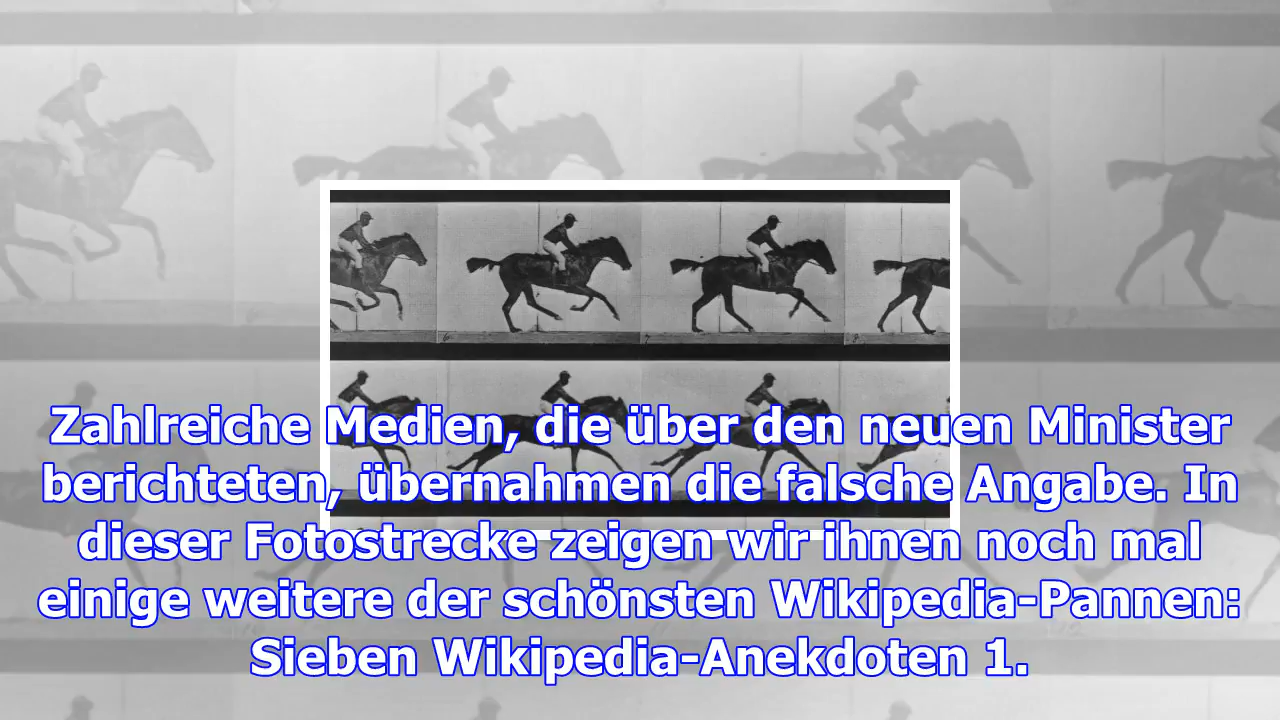 Zahlreiche Medien, die über den neuen Minister
berichteten, übernahmen die falsche Angabe. In
dieser Fotostrecke zeigen wir ihnen noch mal
einige weitere der schönsten Wikipedia-Pannen:
Sieben Wikipedia-Anekdoten 1.